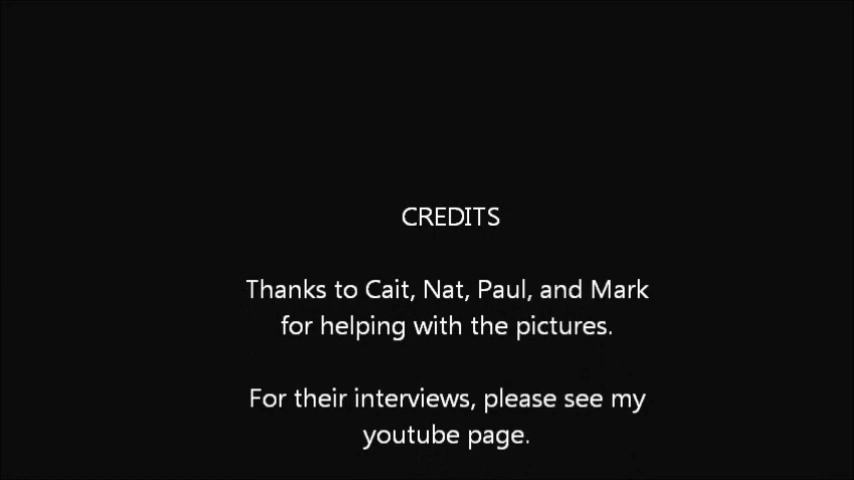 CREDITS
Thanks to Cait, Nat, Paul, and Mark
for helping with the pictures.
For their interviews, please see my
youtube page.